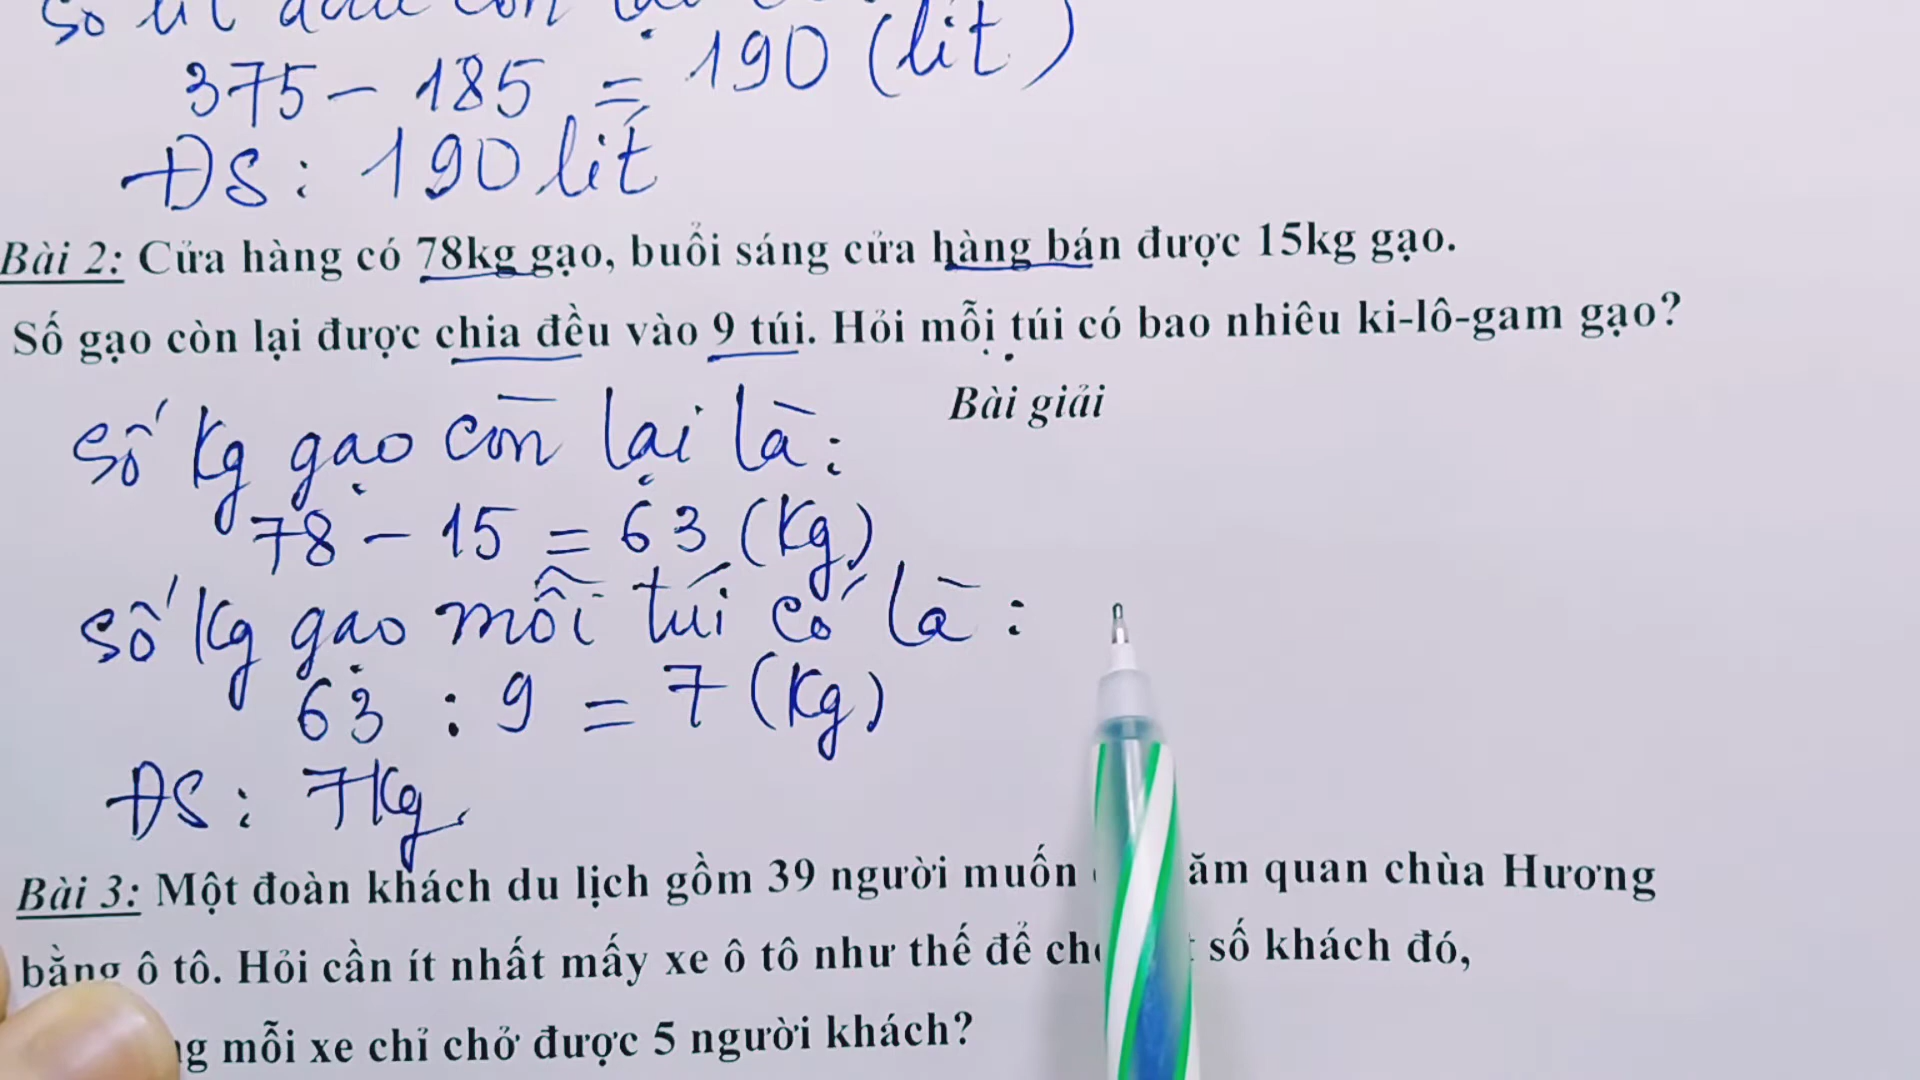 Số lít dầu còn
375 - 185 = 190 (lít)
ĐS: 190 lít
Bài 2: Cửa hàng có 78kg gạo, buổi sáng cửa hàng bán được 15kg gạo.
Số gạo còn lại được chia đều vào 9 túi. Hỏi mỗi túi có bao nhiêu ki-lô-gam gạo?
Bài giải
Số kg gạo còn lại là:
78 - 15 = 63 (kg)
Số kg gạo mỗi túi có là:
63 : 9 = 7 (kg)
ĐS: 7kg
Bài 3: Một đoàn khách du lịch gồm 39 người muốn ăm quan chùa Hương
bằng ô tô. Hỏi cần ít nhất mấy xe ô tô như thế để số khách đó,
mỗi xe chỉ chở được 5 người khách?